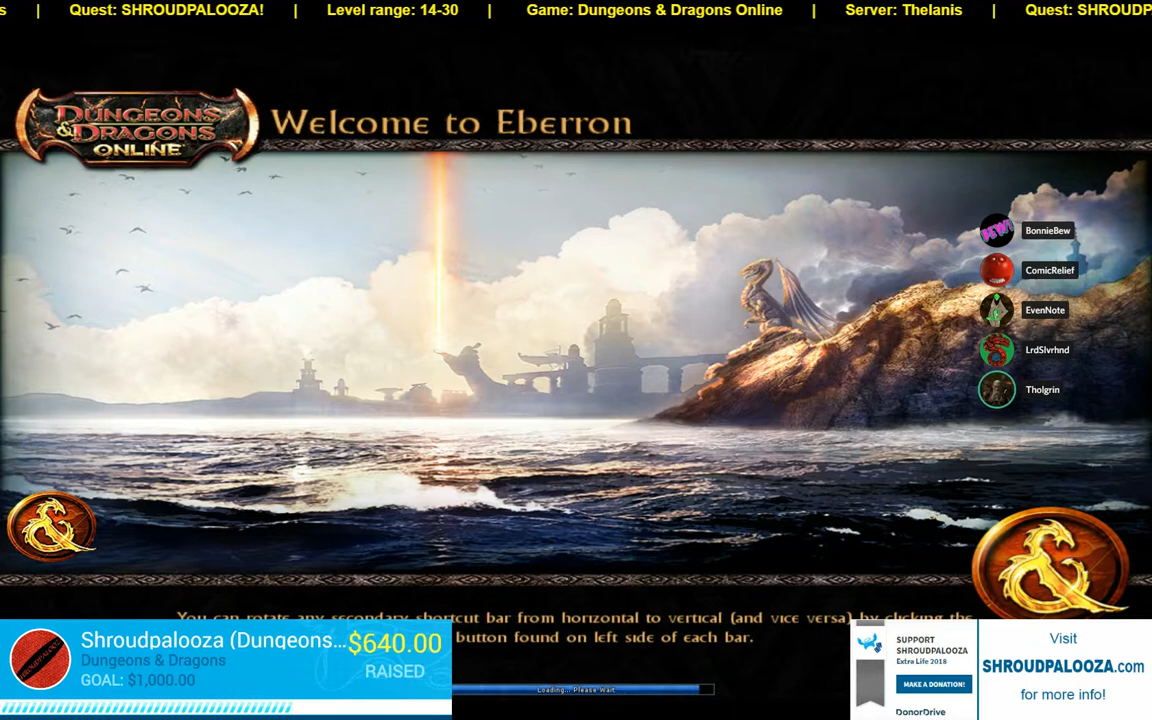 s | Quest: SHROUDPALOOZA! | Level range: 14-30 | Game: Dungeons & Dragons Online | Server: Thelanis | Quest: SHROUDP
DUNGEONS
& DRAGONS
ONLINE
Welcome to Eberron
BEW!
BonnieBew
ComicRelief
EvenNote
LrdSlvrhnd
Tholgrin
You can rotate any secondary shortcut bar from horizontal to vertical (and vice versa) by clicking the
button found on left side of each bar.
SHROUDPALOOZA
Shroudpalooza (Dungeons...
$640.00
Dungeons & Dragons
RAISED
GOAL: $1,000.00
Loading... Please Wait
SUPPORT
SHROUDPALOOZA
Extra Life 2018
MAKE A DONATION!
DonorDrive
Visit
SHROUDPALOOZA.com
for more info!